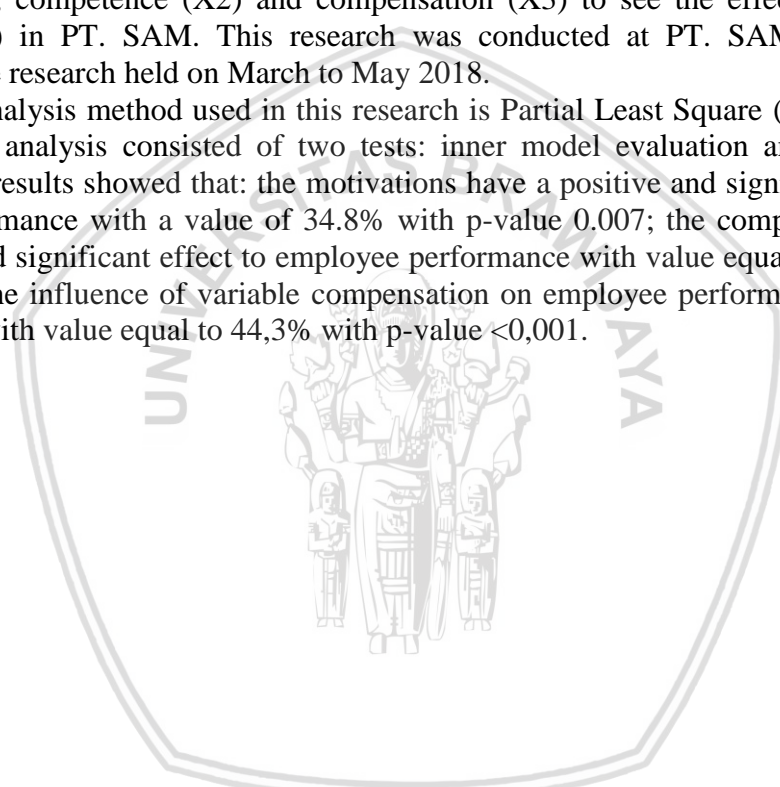 competence (X2) and compensation (X3) to see the effe
) in PT. SAM. This research was conducted at PT. SAM
research held on March to May 2018.
nalysis method used in this research is Partial Least Square (
analysis consisted of two tests: inner model evaluation a
results showed that: the motivations have a positive and signi
mance with a value of 34.8% with p-value 0.007; the comp
d significant effect to employee performance with value equa
he influence of variable compensation on employee perform
ith value equal to 44,3% with p-value <0,001.
UNIVERSITAS BRAWIJAYA